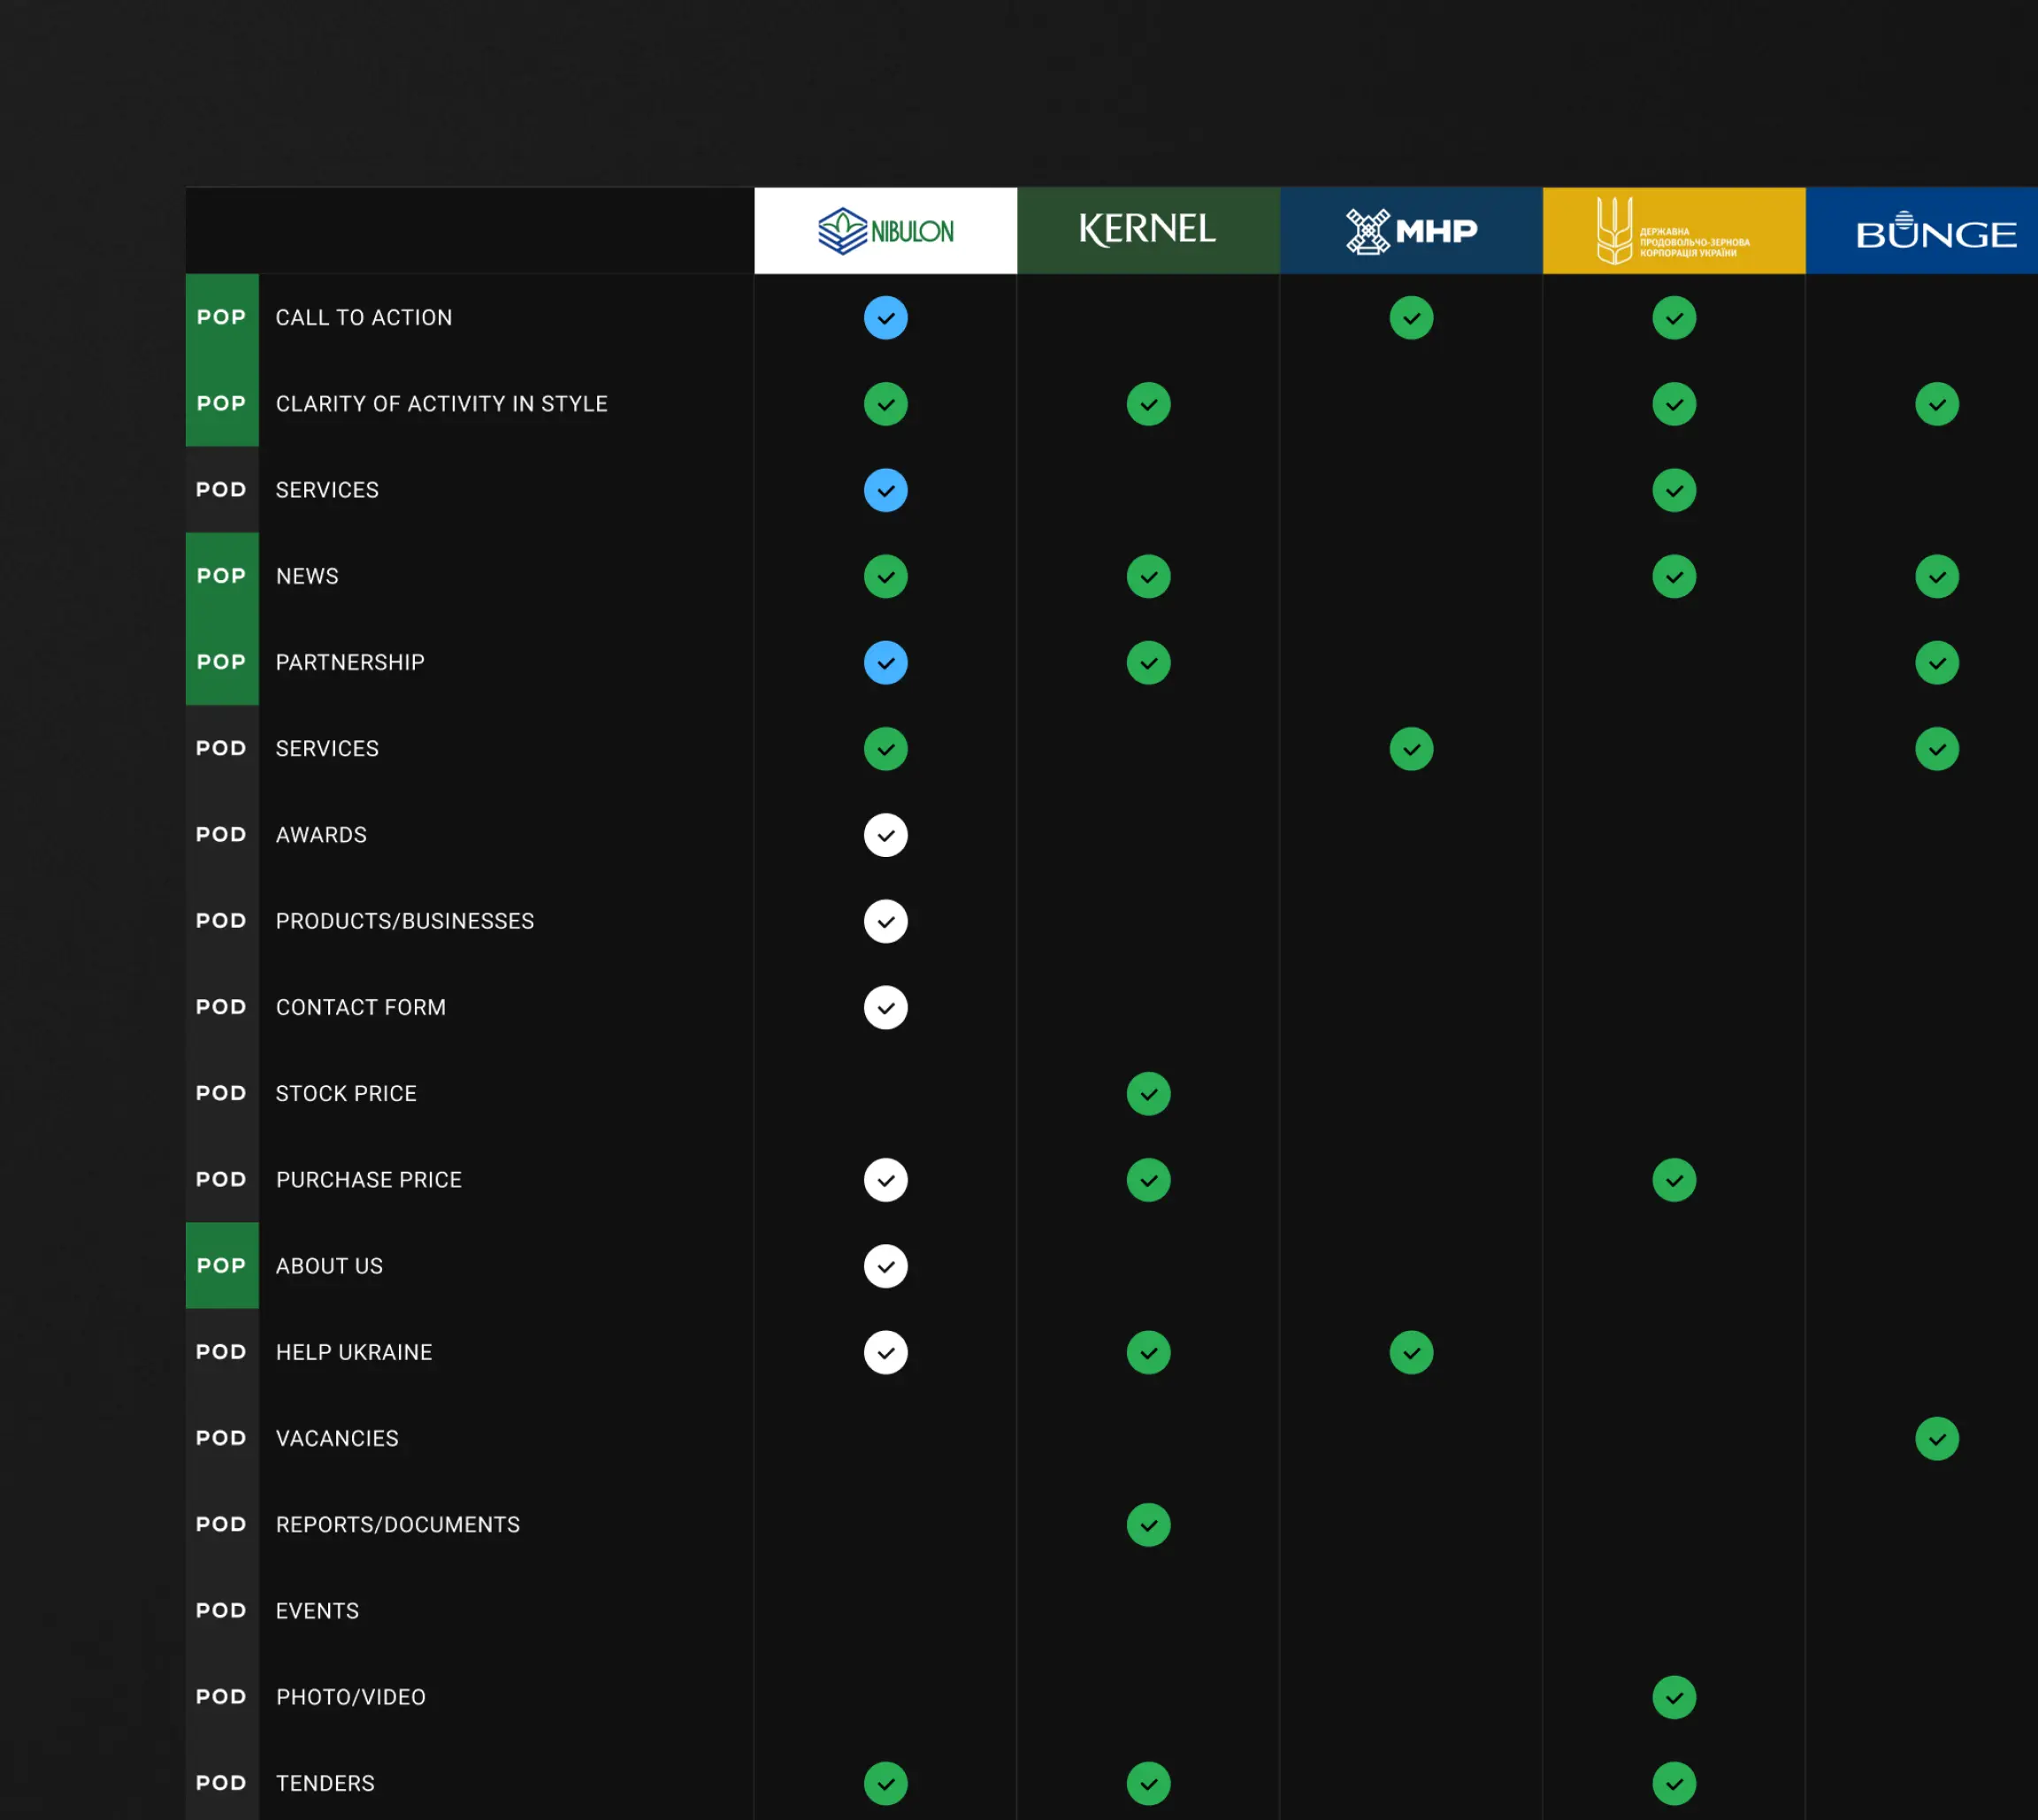 NIBULON
KERNEL
MHP
ДЕРЖАВНА
ПРОДОВОЛЬЧО-ЗЕРНОВА
КОРПОРАЦІЯ УКРАЇНИ
BUNGE
POP CALL TO ACTION
POP CLARITY OF ACTIVITY IN STYLE
POD SERVICES
POP NEWS
POP PARTNERSHIP
POD SERVICES
POD AWARDS
POD PRODUCTS/BUSINESSES
POD CONTACT FORM
POD STOCK PRICE
POD PURCHASE PRICE
POP ABOUT US
POD HELP UKRAINE
POD VACANCIES
POD REPORTS/DOCUMENTS
POD EVENTS
POD PHOTO/VIDEO
POD TENDERS